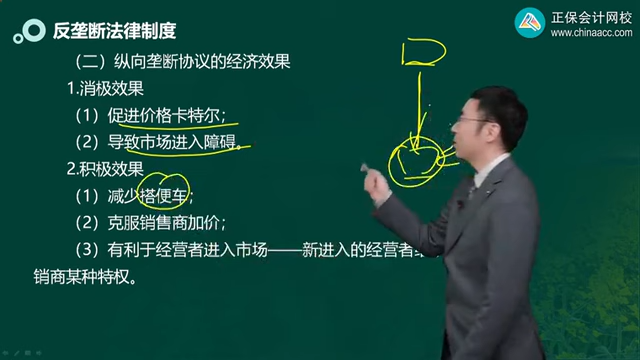 反垄断法律制度
正保会计网校
www.chinaacc.com
（二）纵向垄断协议的经济效果
1.消极效果
（1）促进价格卡特尔；
（2）导致市场进入障碍。
2.积极效果
（1）减少搭便车；
（2）克服销售商加价；
（3）有利于经营者进入市场——新进入的经营者
销商某种特权。